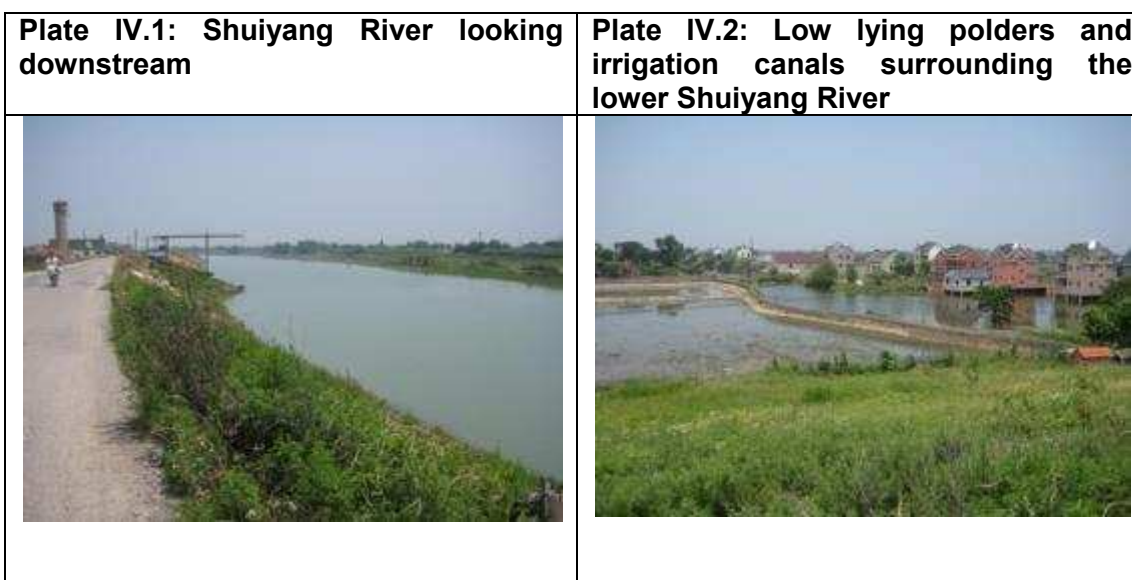 Plate IV.1: Shuiyang River looking
downstream
Plate IV.2: Low lying polders and
irrigation canals surrounding the
lower Shuiyang River